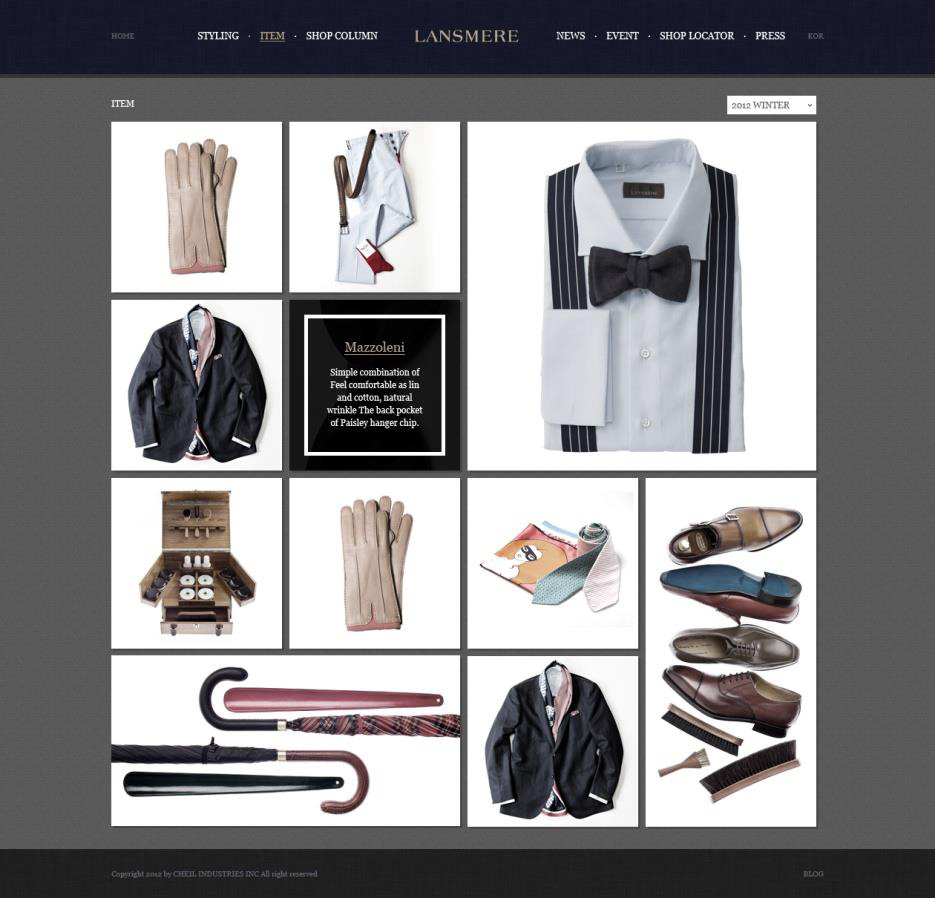 HOME
STYLING · ITEM · SHOP COLUMN
LANSMERE
NEWS · EVENT · SHOP LOCATOR · PRESS
KOR
ITEM
2012 WINTER
LANSMERE
Mazzoleni
Simple combination of
Feel comfortable as lin
and cotton, natural
wrinkle The back pocket
of Paisley hanger chip.
Copyright 2012 by CHEIL INDUSTRIES INC All right reserved
BLOG